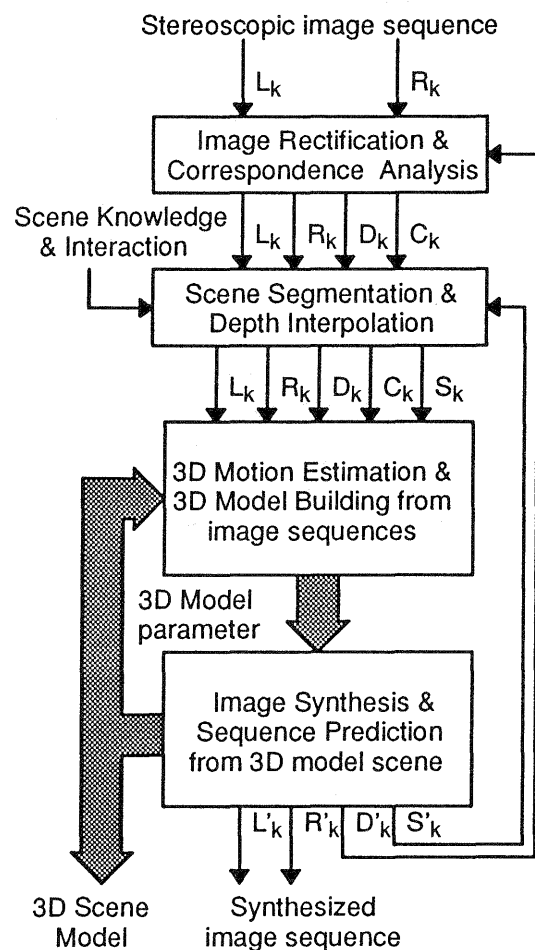 Stereoscopic image sequence
Lk Rk
Image Rectification &
Correspondence Analysis
Scene Knowledge
& Interaction
Lk Rk Dk Ck
Scene Segmentation &
Depth Interpolation
Lk Rk Dk Ck Sk
3D Motion Estimation &
3D Model Building from
image sequences
3D Model
parameter
Image Synthesis &
Sequence Prediction
from 3D model scene
L'k R'k D'k S'k
3D Scene
Model
Synthesized
image sequence